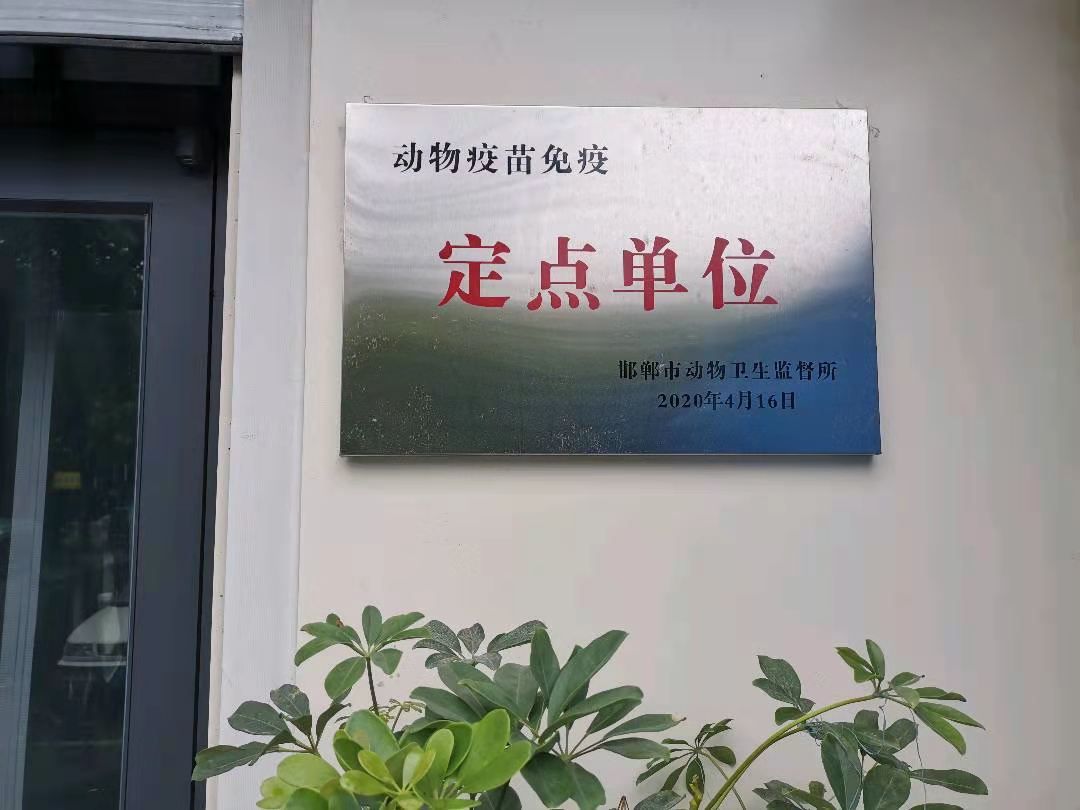 动物疫苗免疫
定点单位
邯郸市动物卫生监督所
2020年4月16日